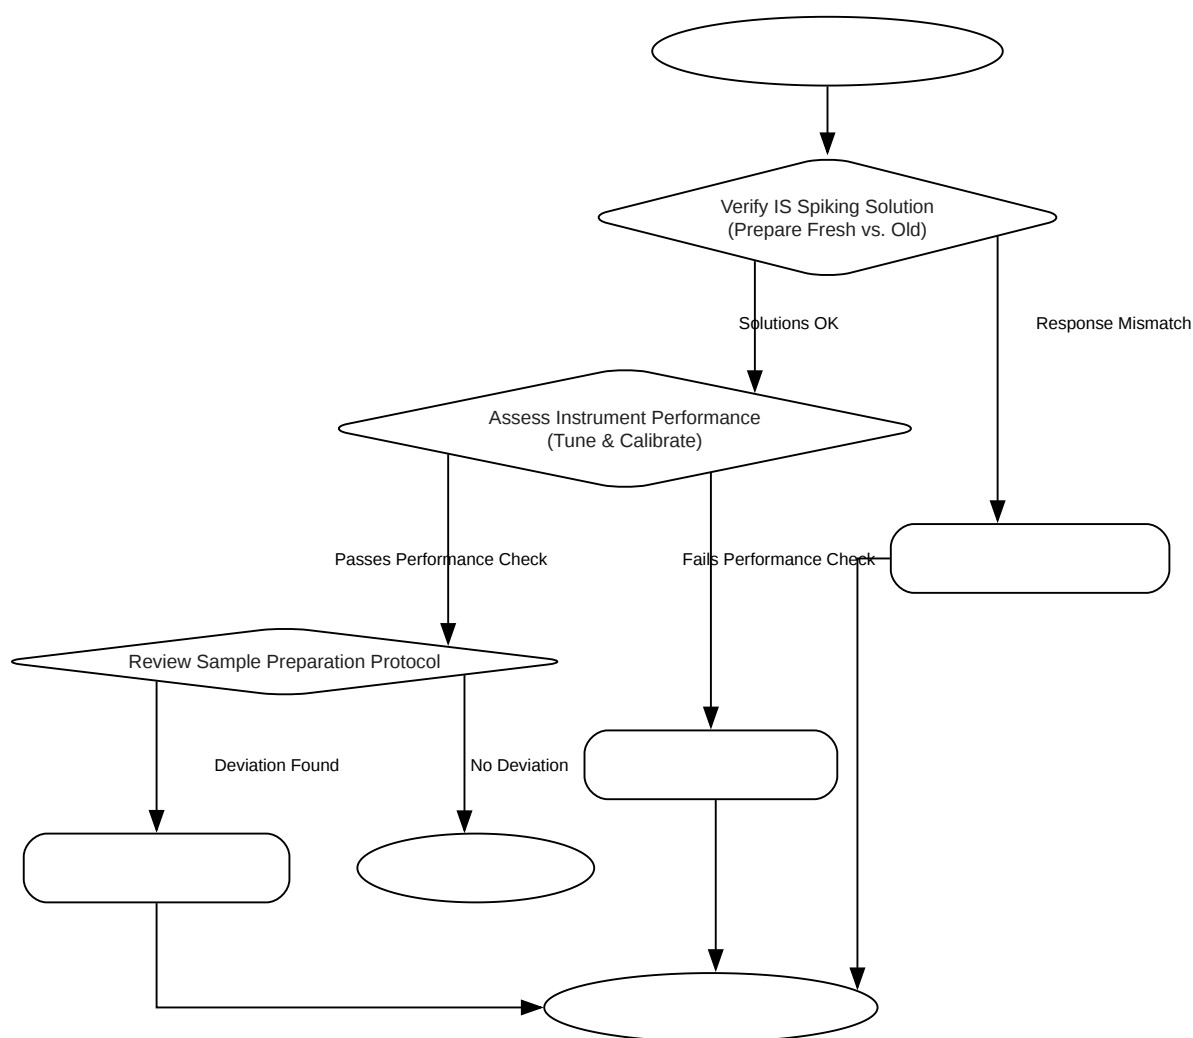 Verify IS Spiking Solution
(Prepare Fresh vs. Old)
Solutions OK
Response Mismatch
Assess Instrument Performance
(Tune & Calibrate)
Passes Performance Check
Fails Performance Check
Review Sample Preparation Protocol
Deviation Found
No Deviation